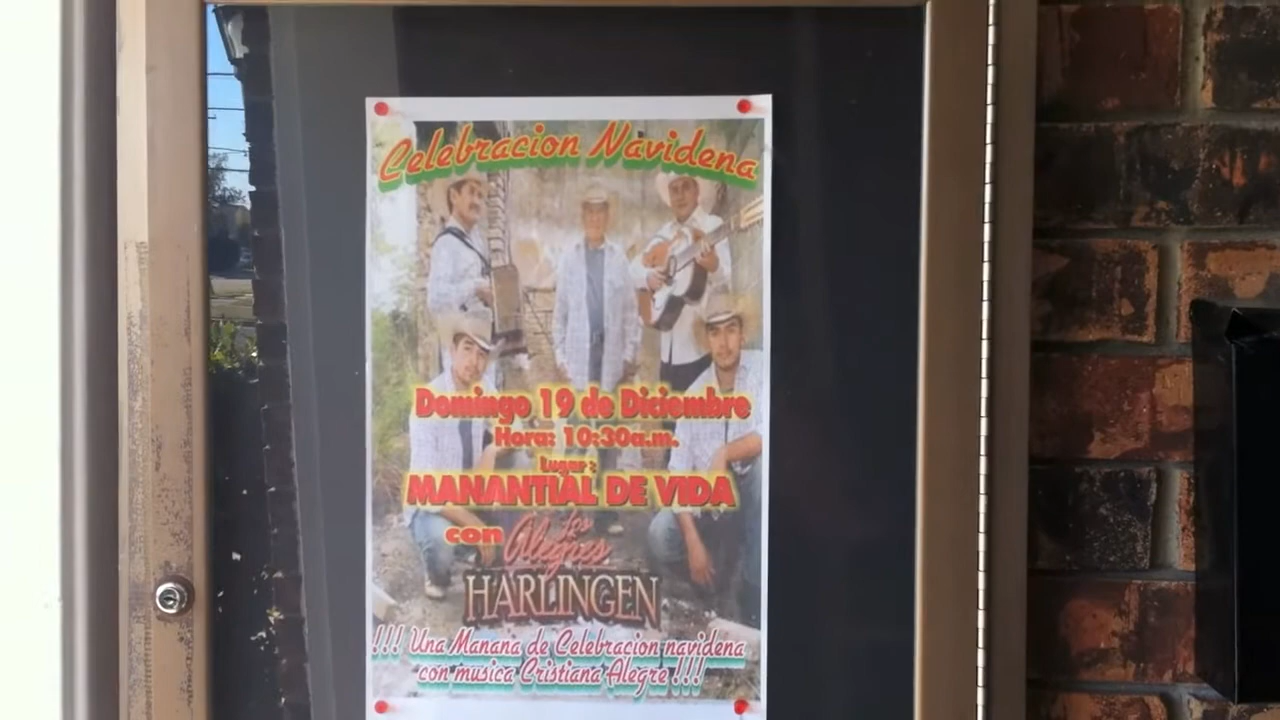 Celebracion Navidena
Domingo 19 de Diciembre
Hora: 10:30a.m.
Lugar:
MANANTIAL DE VIDA
con Los Alegres
HARLINGEN
!!! Una Manana de Celebracion navidena
con musica Cristiana Alegre !!!